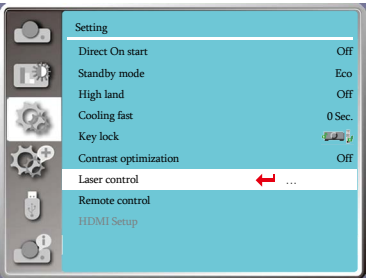 Setting
Direct On start Off
Standby mode Eco
High land Off
Cooling fast 0 Sec.
Key lock
Contrast optimization Off
Laser control ...
Remote control
HDMI Setup